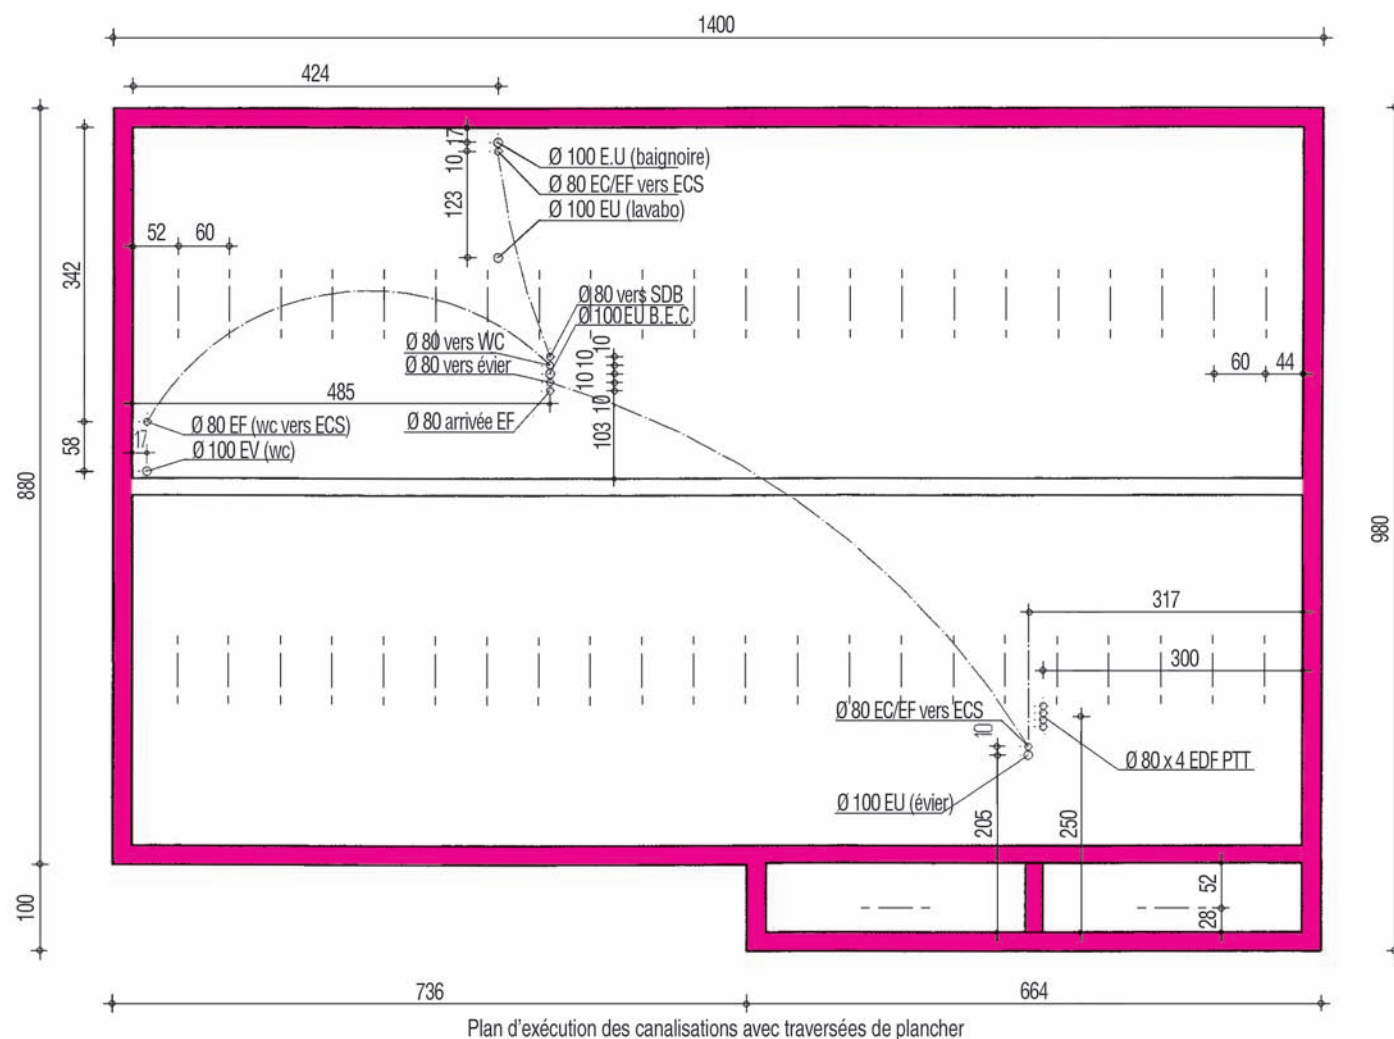 1400
424
17
10
123
Ø 100 E.U (baignoire)
Ø 80 EC/EF vers ECS
Ø 100 EU (lavabo)
52
60
342
Ø 80 vers SDB
Ø 100 EU B.E.C.
Ø 80 vers WC
Ø 80 vers évier
10
10
10
10
60
44
485
Ø 80 arrivée EF
103
Ø 80 EF (wc vers ECS)
17
Ø 100 EV (wc)
58
880
980
317
300
Ø 80 EC/EF vers ECS
10
Ø 80 x 4 EDF PTT
Ø 100 EU (évier)
205
250
52
28
100
736
664
Plan d'exécution des canalisations avec traversées de plancher